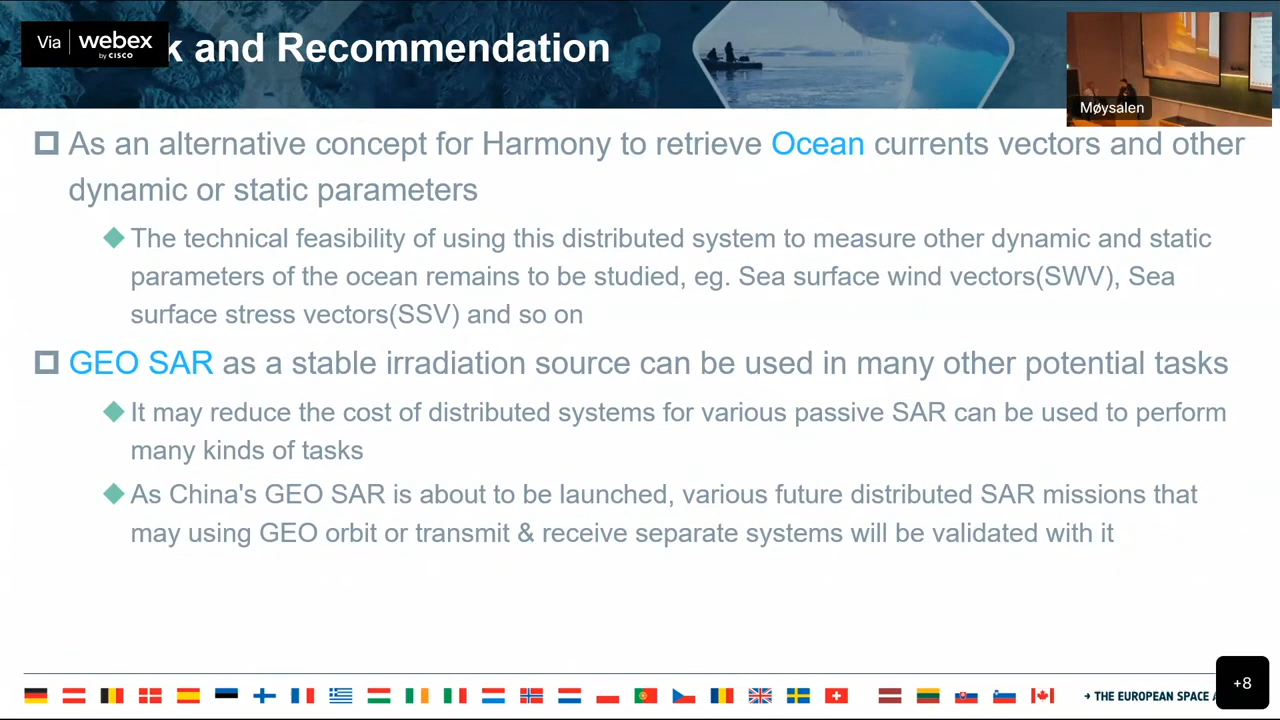 Via webex
by CISCO
k and Recommendation
Møysalen
As an alternative concept for Harmony to retrieve Ocean currents vectors and other
dynamic or static parameters
The technical feasibility of using this distributed system to measure other dynamic and static
parameters of the ocean remains to be studied, eg. Sea surface wind vectors(SWV), Sea
surface stress vectors(SSV) and so on
GEO SAR as a stable irradiation source can be used in many other potential tasks
It may reduce the cost of distributed systems for various passive SAR can be used to perform
many kinds of tasks
As China's GEO SAR is about to be launched, various future distributed SAR missions that
may using GEO orbit or transmit & receive separate systems will be validated with it
→ THE EUROPEAN SPACE A
+8